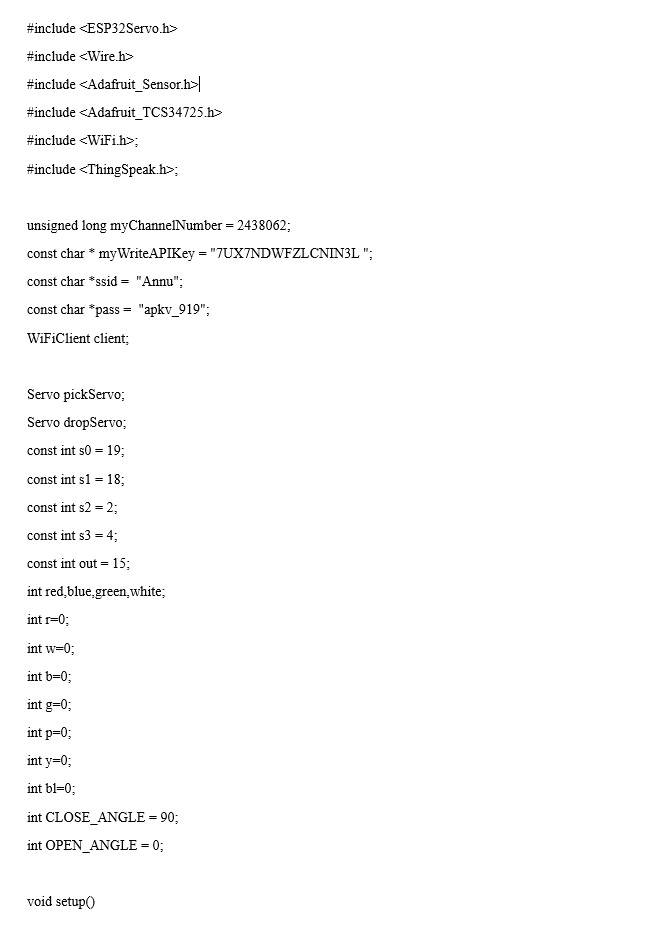 #include <ESP32Servo.h>
#include <Wire.h>
#include <Adafruit_Sensor.h>
#include <Adafruit_TCS34725.h>
#include <WiFi.h>;
#include <ThingSpeak.h>;
unsigned long myChannelNumber = 2438062;
const char * myWriteAPIKey = "7UX7NDWFZLCNIN3L ";
const char *ssid =  "Annu";
const char *pass =  "apkv_919";
WiFiClient client;
Servo pickServo;
Servo dropServo;
const int s0 = 19;
const int s1 = 18;
const int s2 = 2;
const int s3 = 4;
const int out = 15;
int red,blue,green,white;
int r=0;
int w=0;
int b=0;
int g=0;
int p=0;
int y=0;
int bl=0;
int CLOSE_ANGLE = 90;
int OPEN_ANGLE = 0;
void setup()